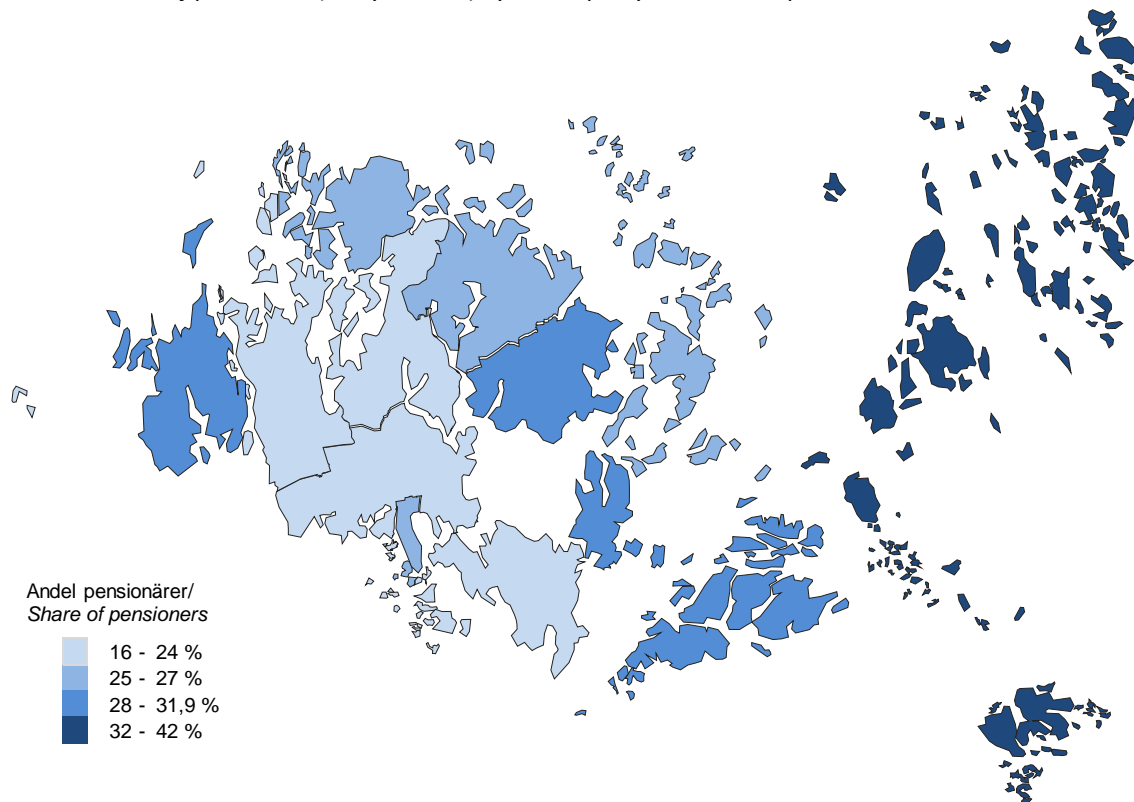 Andel pensionärer/
Share of pensioners
16 - 24 %
25 - 27 %
28 - 31,9 %
32 - 42 %